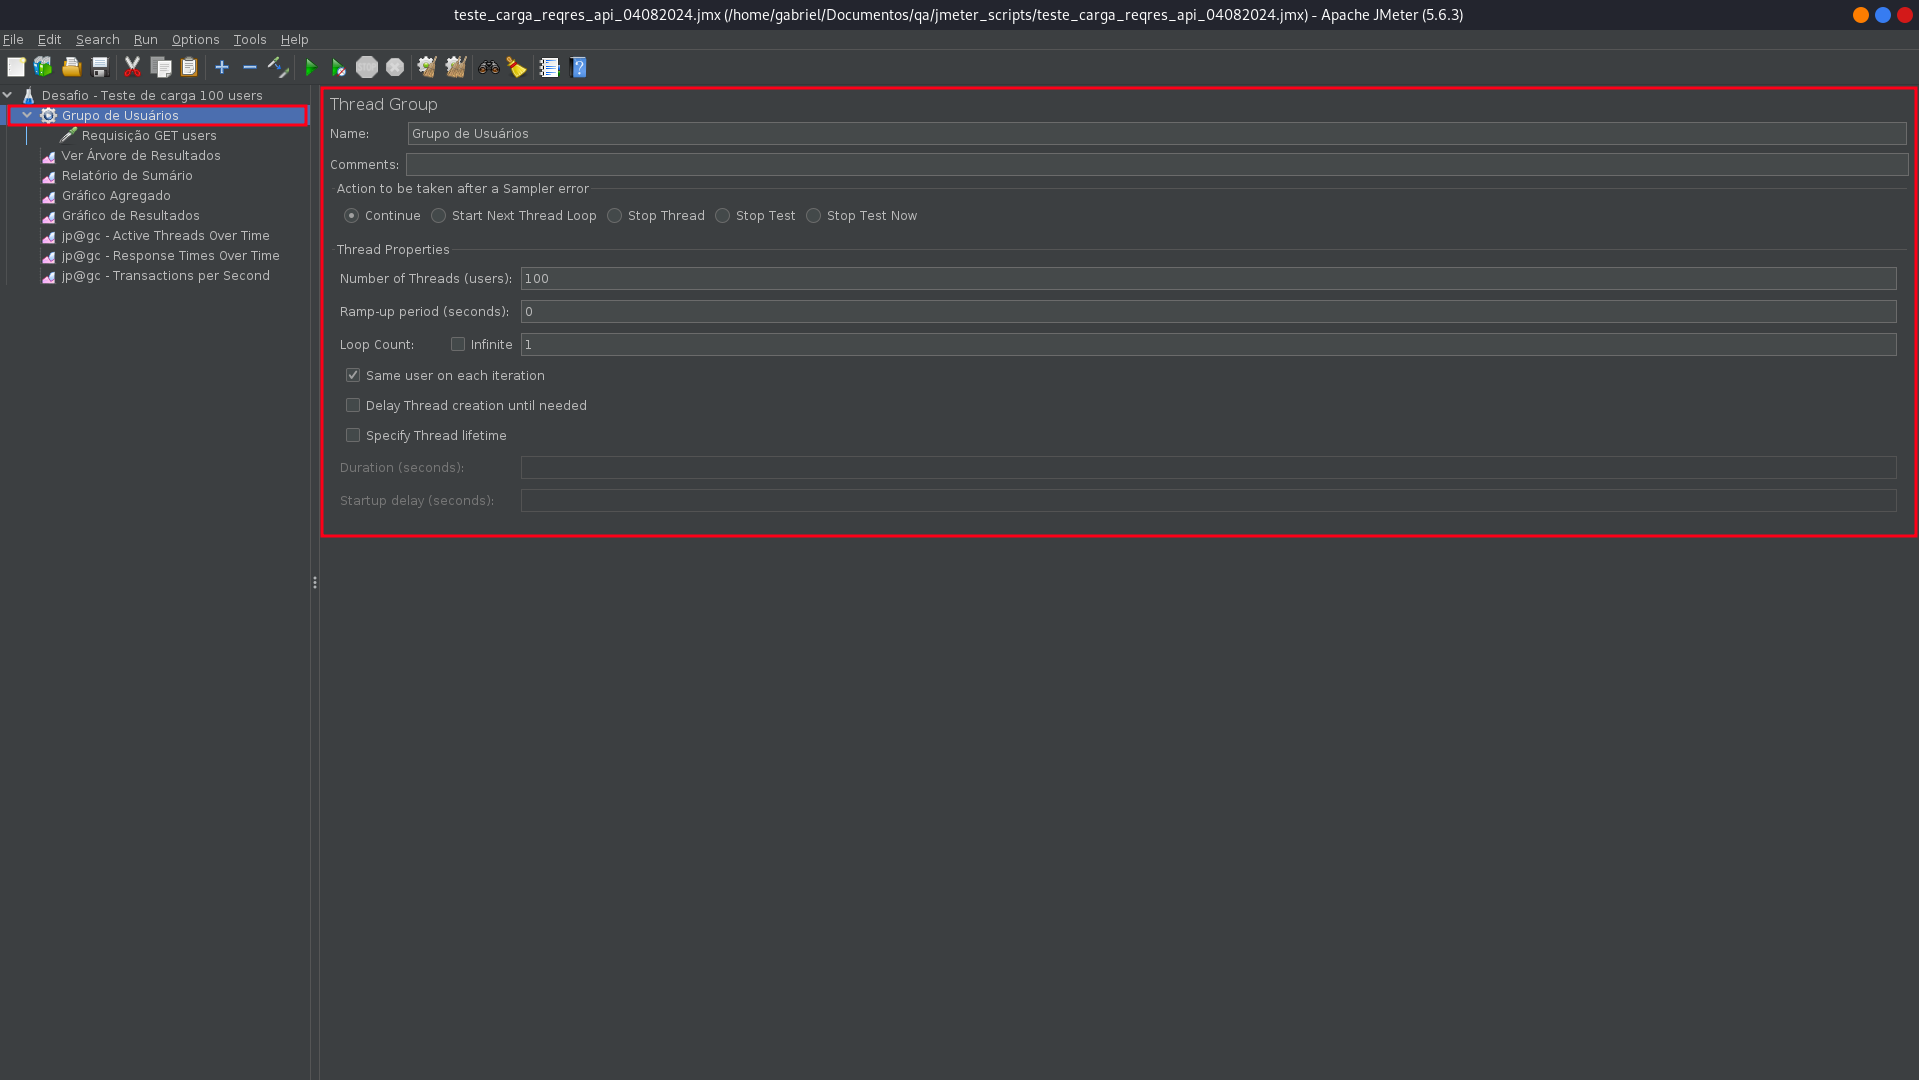 teste_carga_reqres_api_04082024.jmx (/home/gabriel/Documentos/qa/jmeter_scripts/teste_carga_reqres_api_04082024.jmx) - Apache JMeter (5.6.3)
File Edit Search Run Options Tools Help
Desafio - Teste de carga 100 users
Grupo de Usuários
Requisição GET users
Ver Árvore de Resultados
Relatório de Sumário
Gráfico Agregado
Gráfico de Resultados
jp@gc - Active Threads Over Time
jp@gc - Response Times Over Time
jp@gc - Transactions per Second
Thread Group
Name: Grupo de Usuários
Comments:
Action to be taken after a Sampler error
Continue Start Next Thread Loop Stop Thread Stop Test Stop Test Now
Thread Properties
Number of Threads (users): 100
Ramp-up period (seconds): 0
Loop Count: Infinite 1
Same user on each iteration
Delay Thread creation until needed
Specify Thread lifetime
Duration (seconds):
Startup delay (seconds):